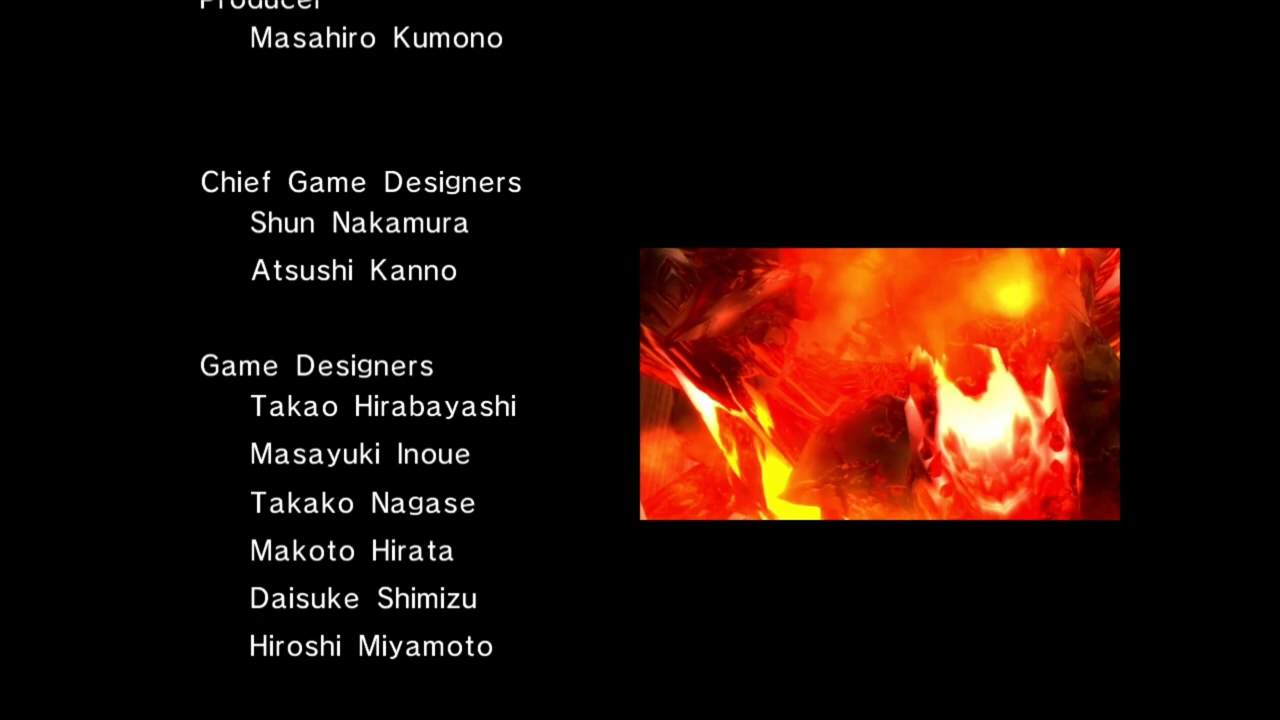 Producer
Masahiro Kumono
Chief Game Designers
Shun Nakamura
Atsushi Kanno
Game Designers
Takao Hirabayashi
Masayuki Inoue
Takako Nagase
Makoto Hirata
Daisuke Shimizu
Hiroshi Miyamoto